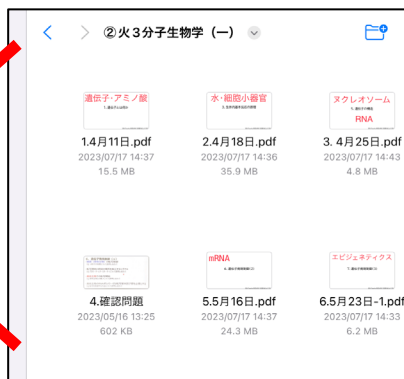 ②火3分子生物学（一）
遺伝子・アミノ酸
水・細胞小器官
ヌクレオソーム
RNA
1.4月11日.pdf
2.4月18日.pdf
3. 4月25日.pdf
2023/07/17 14:37
2023/07/17 14:36
2023/07/17 14:43
15.5 MB
35.9 MB
4.8 MB
mRNA
エピジェネティクス
4.確認問題
5.5月16日.pdf
6.5月23日-1.pdf
2023/05/16 13:25
2023/07/17 14:37
2023/07/17 14:33
602 KB
24.3 MB
6.2 MB